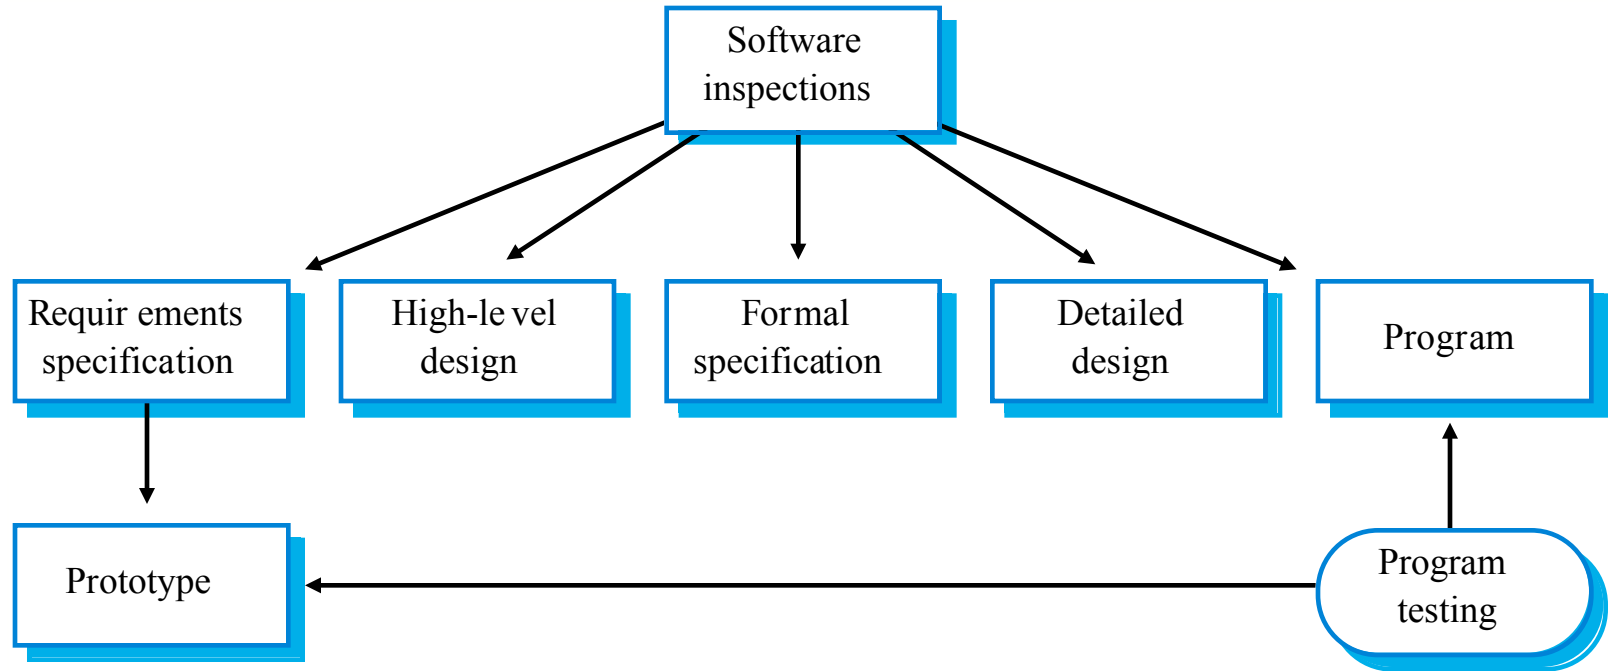 Software
inspections
Requir ements
specification
High-le vel
design
Formal
specification
Detailed
design
Program
Prototype
Program
testing